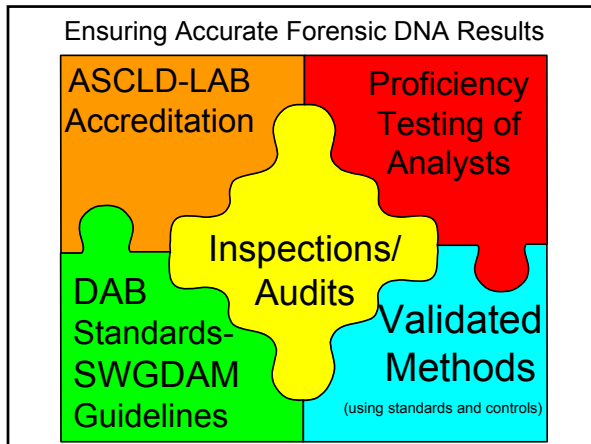 Ensuring Accurate Forensic DNA Results
ASCLD-LAB
Accreditation
Proficiency
Testing of
Analysts
Inspections/
Audits
DAB
Standards-
SWGDAM
Guidelines
Validated
Methods
(using standards and controls)